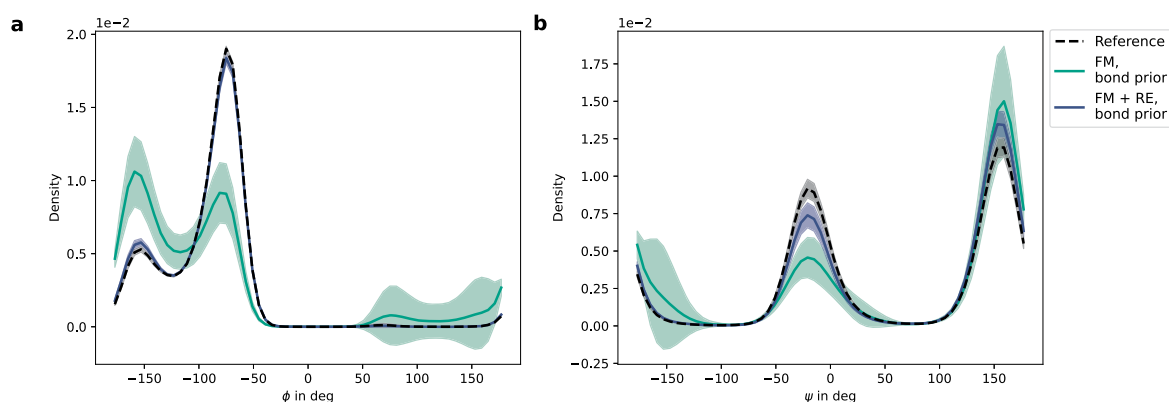 a
1e−2
2.0
1.5
1.0
0.5
0.0
Density
−150 −100 −50 0 50 100 150
ϕ in deg
b
1e−2
1.75
1.50
1.25
1.00
0.75
0.50
0.25
0.00
−0.25
Density
−150 −100 −50 0 50 100 150
ψ in deg
Reference
FM,
bond prior
FM + RE,
bond prior